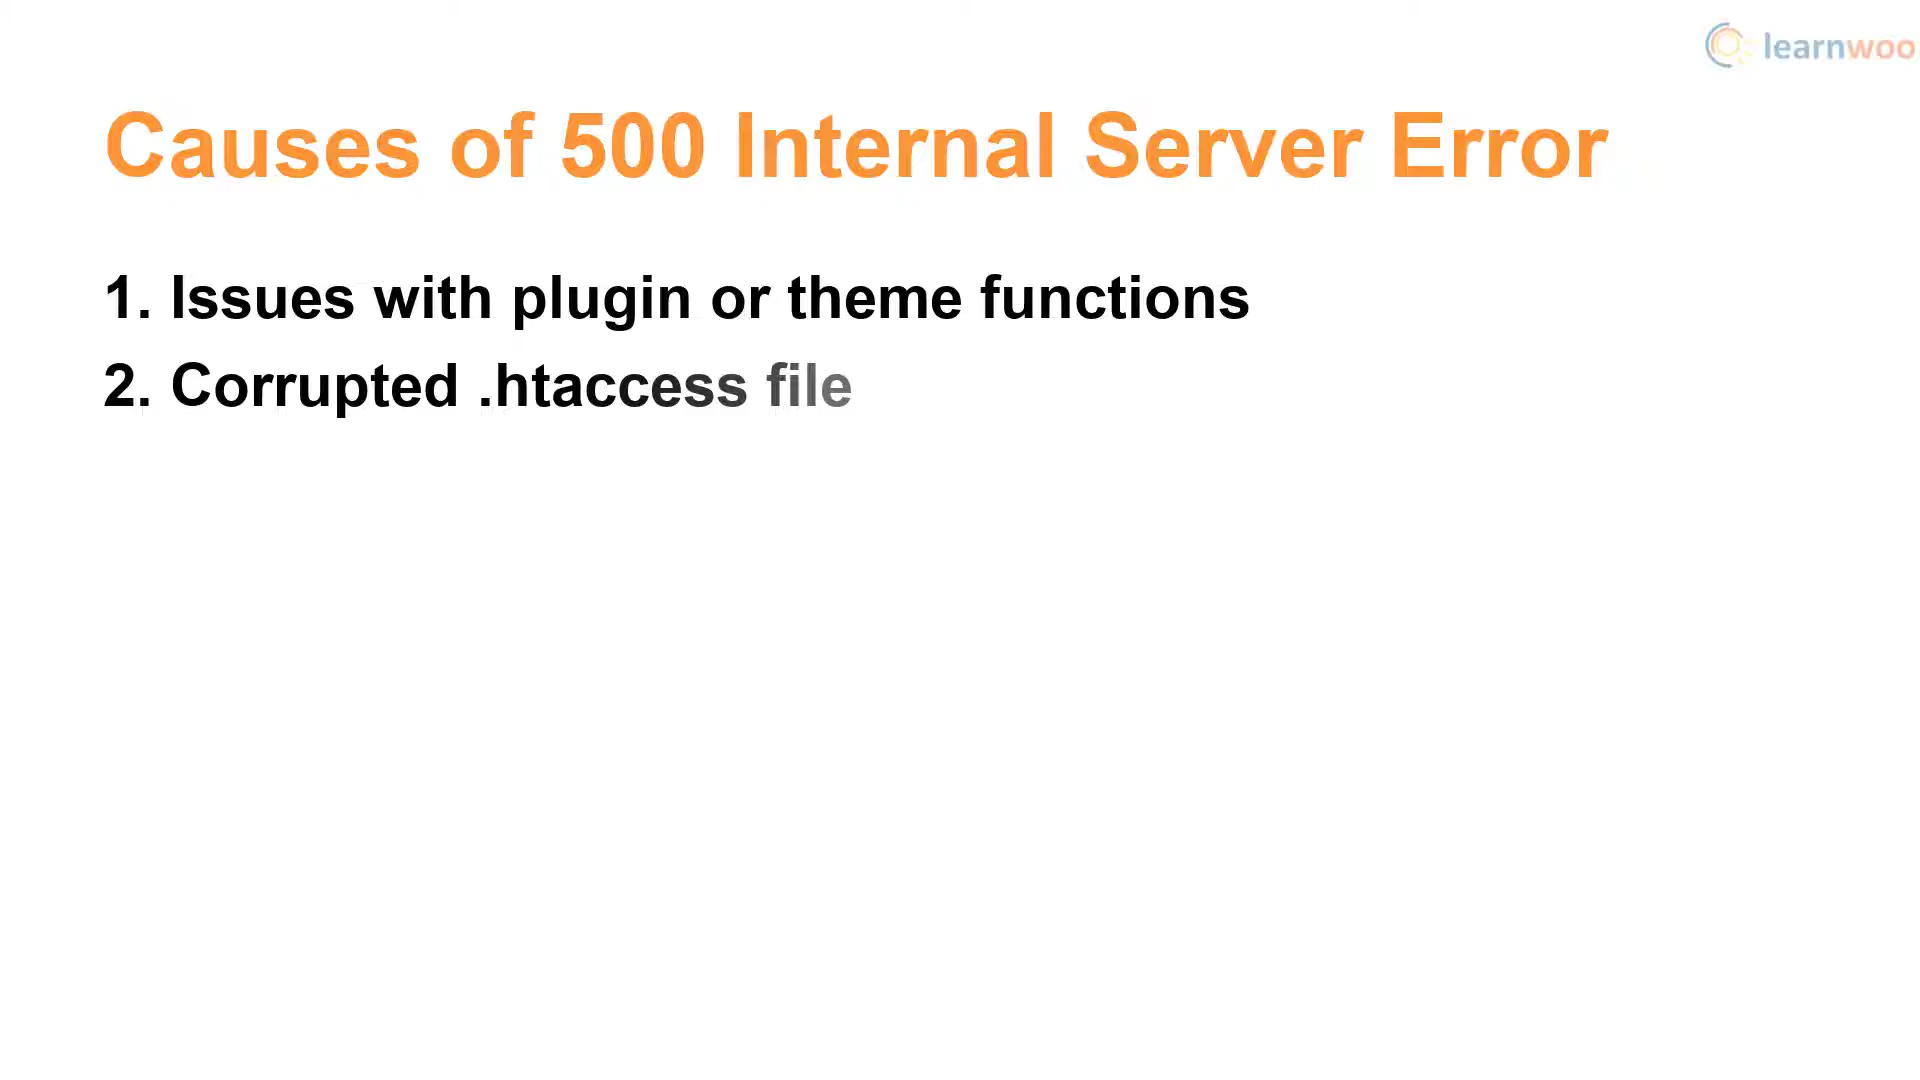 learnwoo
Causes of 500 Internal Server Error
1. Issues with plugin or theme functions
2. Corrupted .htaccess file